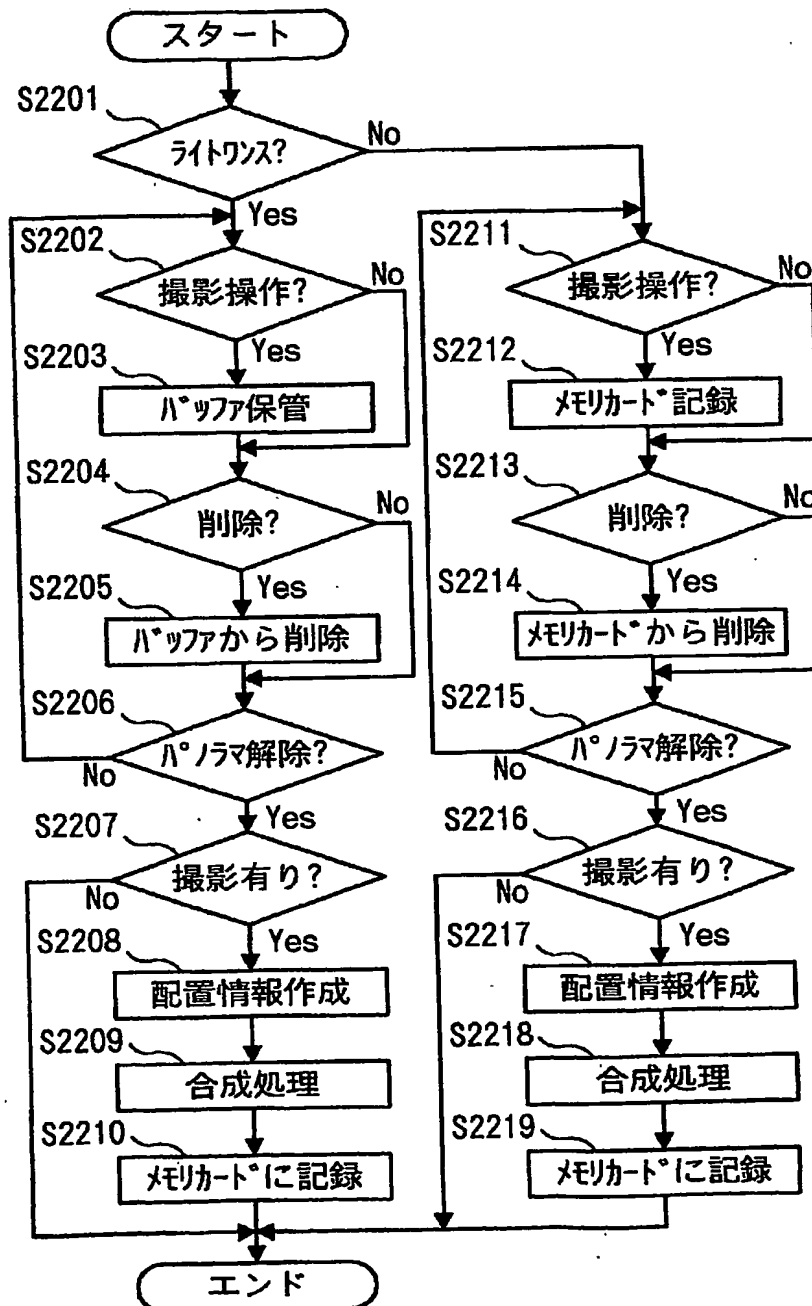 スタート
S2201
ライトワンス?
No
Yes
S2202
撮影操作?
No
Yes
S2203
バッファ保管
S2204
削除?
No
Yes
S2205
バッファから削除
S2206
パノラマ解除?
No
Yes
S2207
撮影有り?
No
Yes
S2208
配置情報作成
S2209
合成処理
S2210
メモリカードに記録
S2211
撮影操作?
No
Yes
S2212
メモリカード記録
S2213
削除?
No
Yes
S2214
メモリカードから削除
S2215
パノラマ解除?
No
Yes
S2216
撮影有り?
No
Yes
S2217
配置情報作成
S2218
合成処理
S2219
メモリカードに記録
エンド